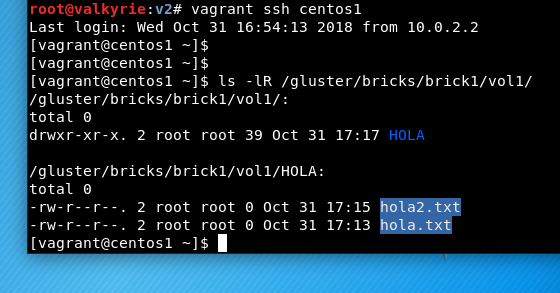 root@valkyrie:v2# vagrant ssh centos1
Last login: Wed Oct 31 16:54:13 2018 from 10.0.2.2
[vagrant@centos1 ~]$
[vagrant@centos1 ~]$
[vagrant@centos1 ~]$ ls -lR /gluster/bricks/brick1/vol1/
/gluster/bricks/brick1/vol1/:
total 0
drwxr-xr-x. 2 root root 39 Oct 31 17:17 HOLA

/gluster/bricks/brick1/vol1/HOLA:
total 0
-rw-r--r--. 2 root root 0 Oct 31 17:15 hola2.txt
-rw-r--r--. 2 root root 0 Oct 31 17:13 hola.txt
[vagrant@centos1 ~]$